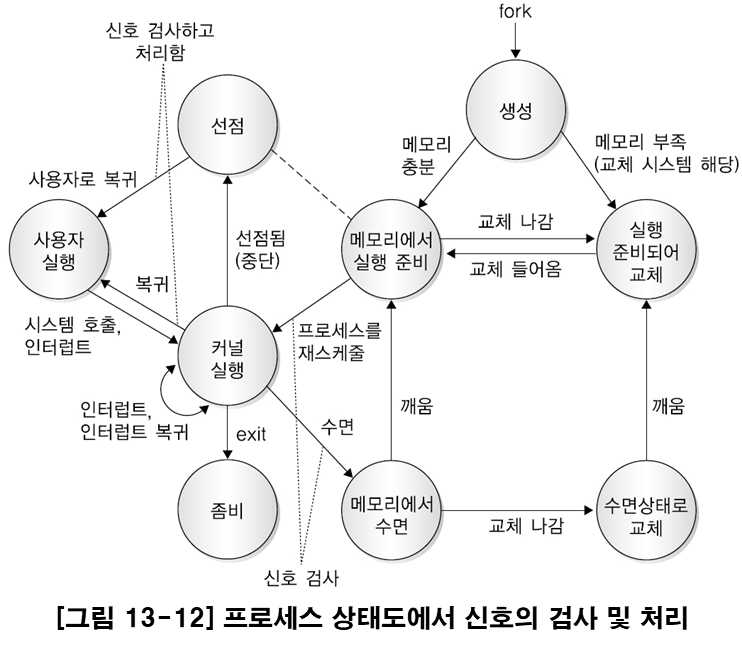 fork
신호 검사하고
처리함
선점
생성
메모리
충분
메모리 부족
(교체 시스템 해당)
사용자로 복귀
사용자
실행
선점됨
(중단)
메모리에서
실행 준비
교체 나감
교체 들어옴
실행
준비되어
교체
복귀
시스템 호출,
인터럽트
커널
실행
프로세스를
재스케줄
인터럽트,
인터럽트 복귀
exit
수면
깨움
깨움
좀비
메모리에서
수면
교체 나감
수면상태로
교체
신호 검사
[그림 13-12] 프로세스 상태도에서 신호의 검사 및 처리